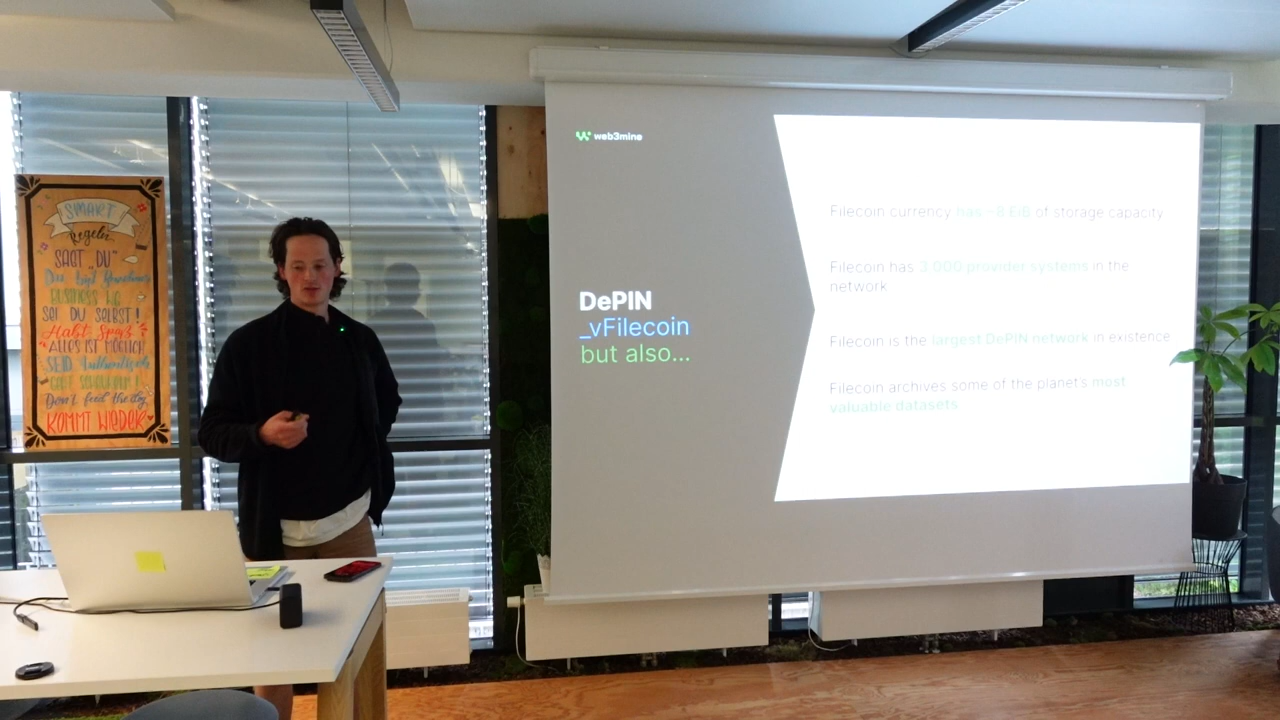 SMART
Regeln
SAGT „DU"
BUSINESS WG
SEI DU SELBST!
Habt Spaß
"ALLES IST MÖGLICH
SEID Authentisch
Don't feed the dog
KOMMT WIEDER
web3mine
DePIN
_vFilecoin
but also...
Filecoin currency has ~8 EiB of storage capacity
Filecoin has 3,000 provider systems in the
network
Filecoin is the largest DePIN network in existence
Filecoin archives some of the planet's most
valuable datasets